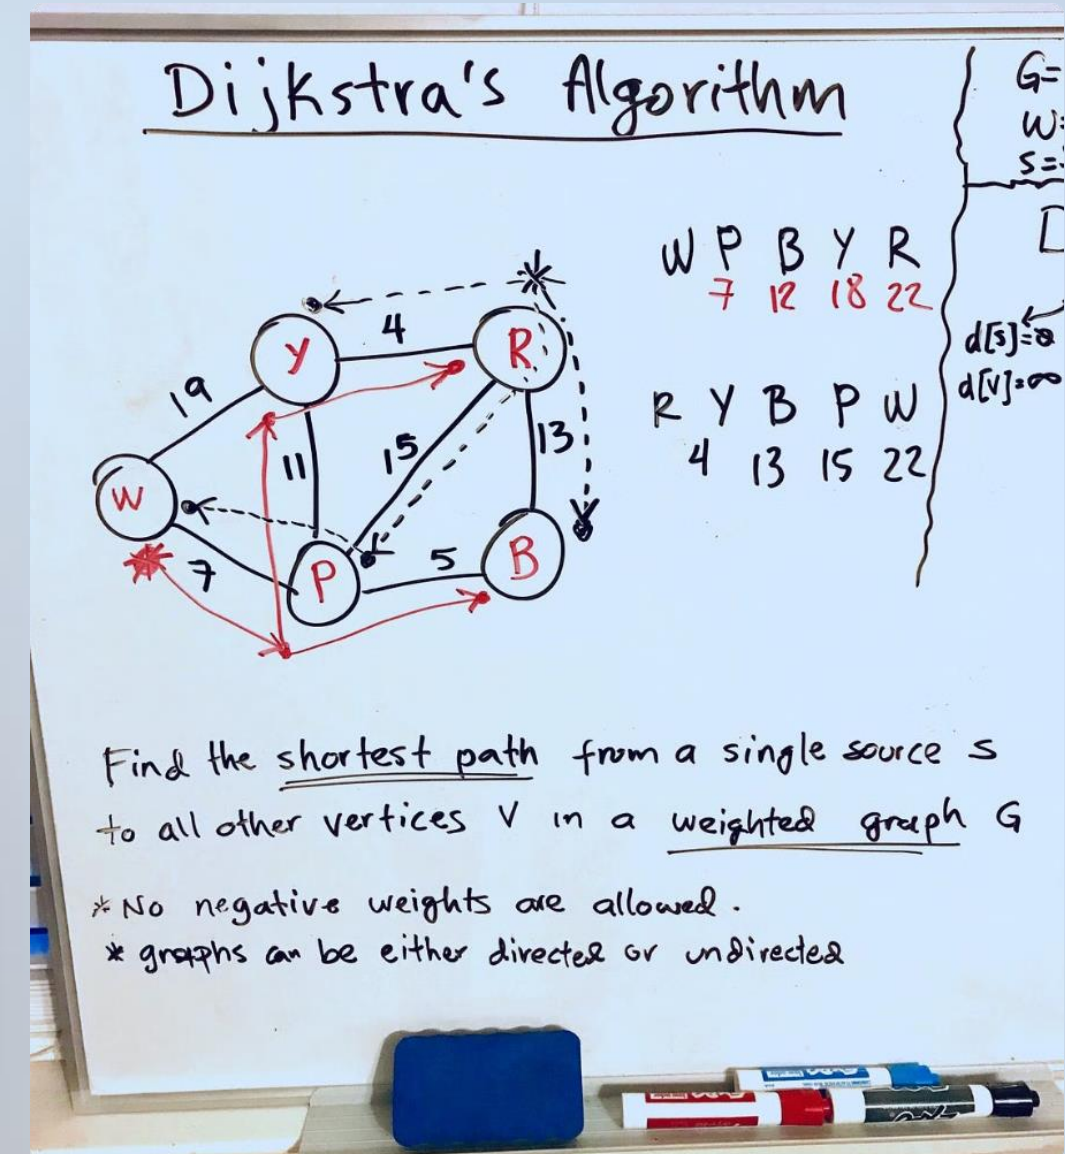 Dijkstra's Algorithm
G=
W=
S=
W P B Y R
7 12 18 22
R Y B P W
4 13 15 22
d[s]=0
d[v]=∞
Y
4
R
19
11
15
13
W
7
P
5
B
Find the shortest path from a single source s
to all other vertices V in a weighted graph G
* No negative weights are allowed.
* graphs can be either directed or undirected